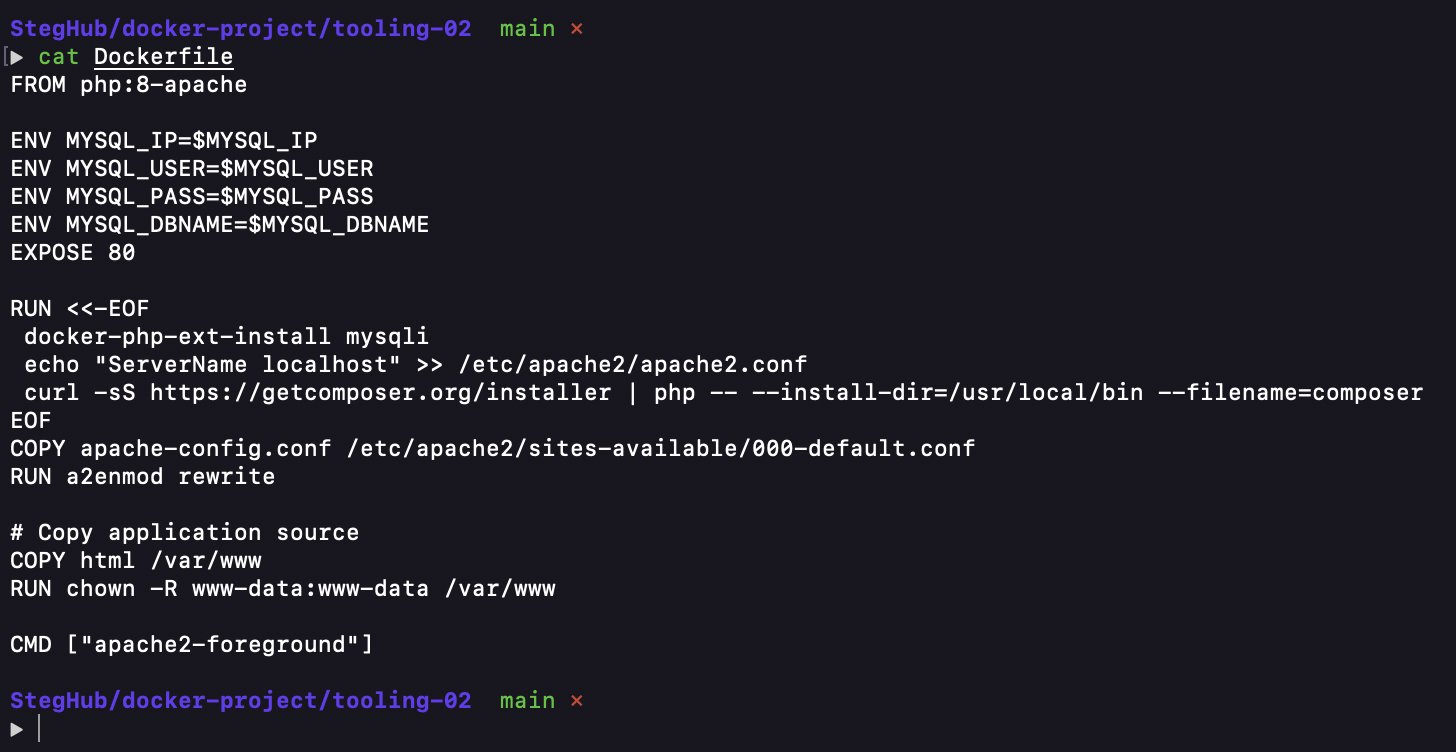 StegHub/docker-project/tooling-02 main ×
▶ cat Dockerfile
FROM php:8-apache

ENV MYSQL_IP=$MYSQL_IP
ENV MYSQL_USER=$MYSQL_USER
ENV MYSQL_PASS=$MYSQL_PASS
ENV MYSQL_DBNAME=$MYSQL_DBNAME
EXPOSE 80

RUN <<-EOF
 docker-php-ext-install mysqli
 echo "ServerName localhost" >> /etc/apache2/apache2.conf
 curl -sS https://getcomposer.org/installer | php -- --install-dir=/usr/local/bin --filename=composer
EOF
COPY apache-config.conf /etc/apache2/sites-available/000-default.conf
RUN a2enmod rewrite

# Copy application source
COPY html /var/www
RUN chown -R www-data:www-data /var/www

CMD ["apache2-foreground"]

StegHub/docker-project/tooling-02 main ×
▶